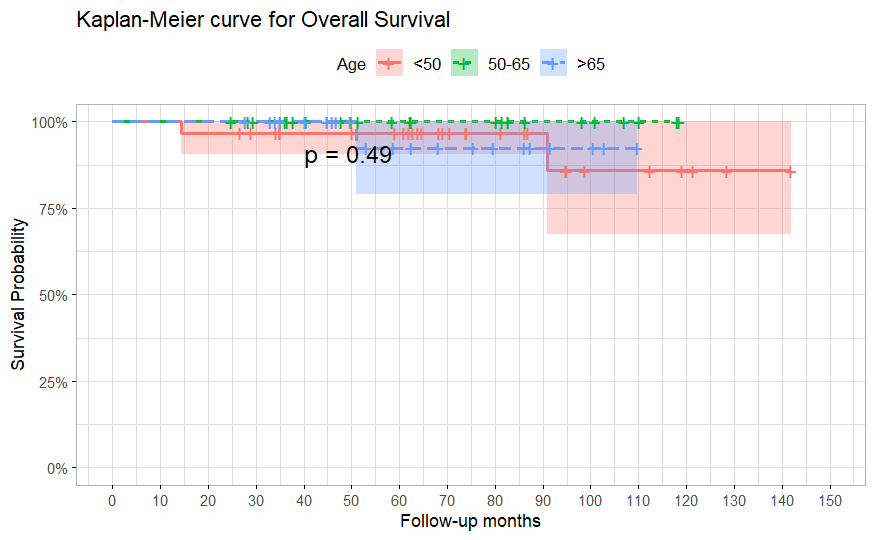 Kaplan-Meier curve for Overall Survival
Age <50 50-65 >65
100%
75%
50%
25%
0%
p = 0.49
Survival Probability
0 10 20 30 40 50 60 70 80 90 100 110 120 130 140 150
Follow-up months